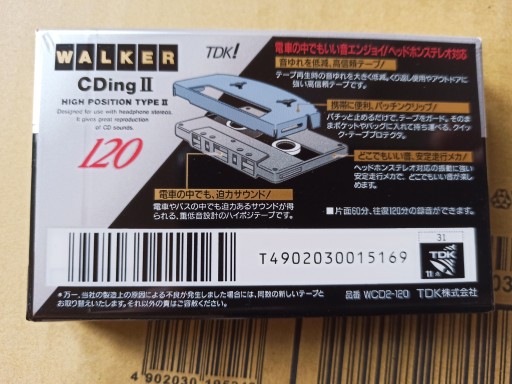 WALKER
TDK!
CDing II
HIGH POSITION TYPE II
Designed for use with headphone stereos.
It gives great reproduction
of CD sounds.
120
電車の中でもいい音エンジョイ!ヘッドホンステレオ対応
音ゆれを低減、高信頼テープ!
テープ再生時の音ゆれを大きく低減。くり返し使用やアウトドアに
強い高信頼テープです。
携帯に便利、パッチンクリップ!
パチッと止めるだけで、テープをガード。そのま
まポケットやバッグに入れて持ち運べる、クイッ
ク・テーププロテクタ。
どこでもいい音、安定走行メカ!
ヘッドホンステレオ対応の振動に強い
安定走行メカで、どこでもいい音が楽し
めます。
電車の中でも、迫力サウンド!
電車やバスの中でも迫力あるサウンドが得
られる、重低音設計のハイポジテープです。
■片面60分、往復120分の録音ができます。
T4902030015169
31
TDK
11
*万一、当社の製造上の原因による不良が発生しました場合には、同数の新しいテープと
お取り替えいたします。それ以外の責はご容赦ください。
品番 WCD2-120 TDK株式会社